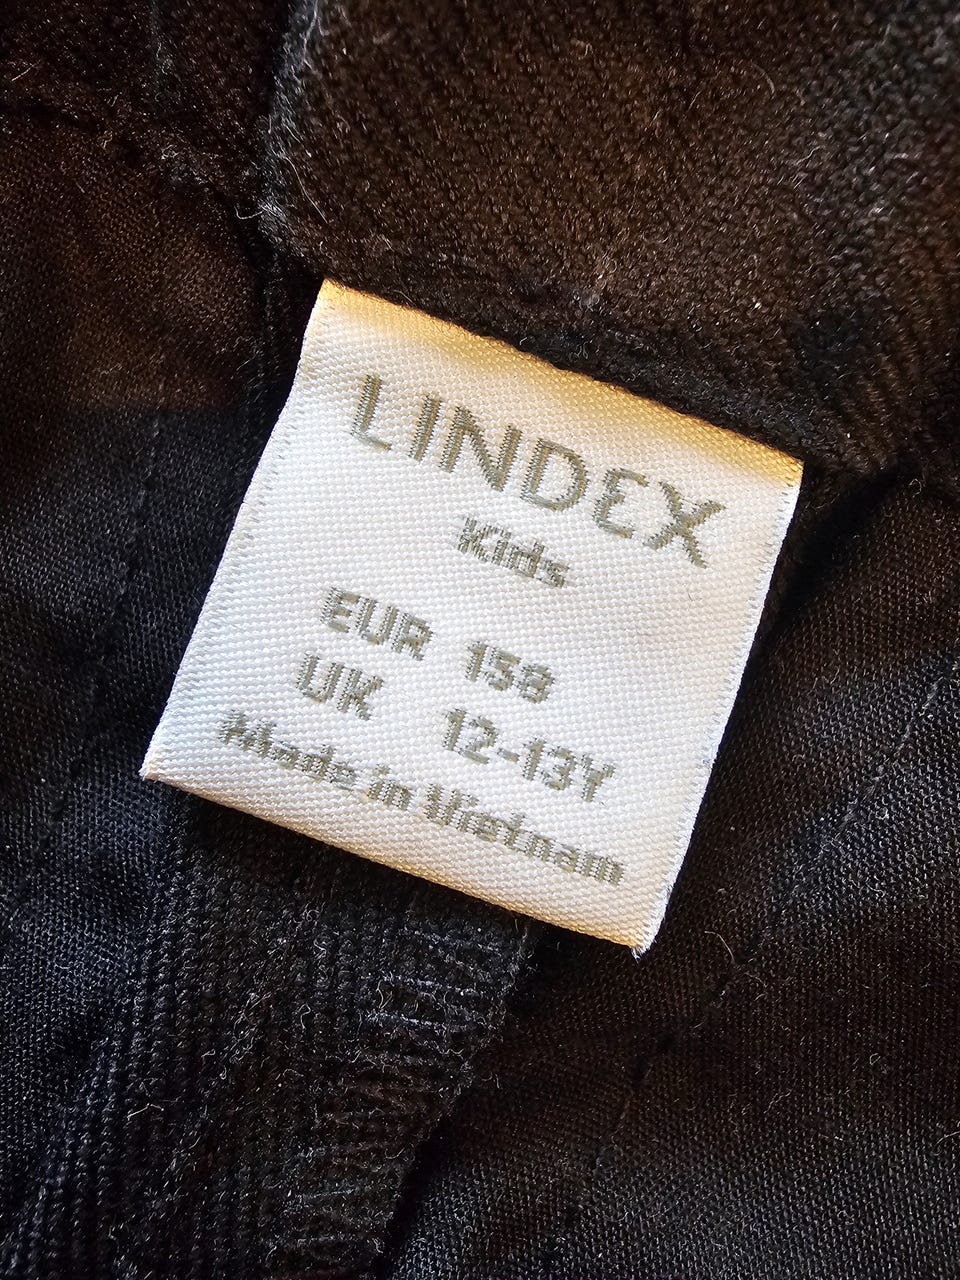 LINDEX
Kids
EUR 158
UK 12-13Y
Made in Vietnam